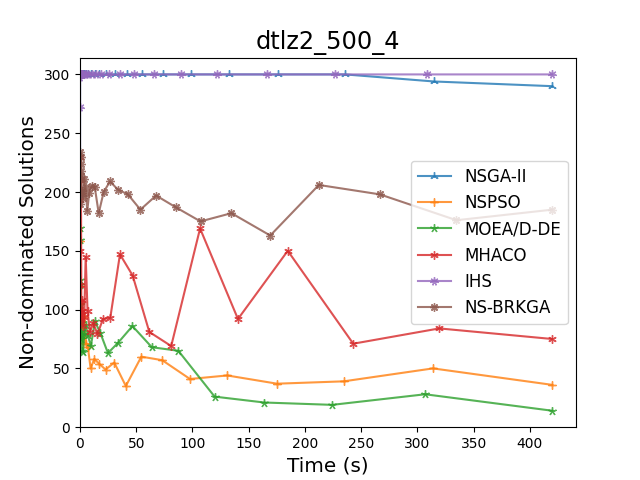 dtlz2_500_4
Non-dominated Solutions
300
250
200
150
100
50
0
NSGA-II
NSPSO
MOEA/D-DE
MHACO
IHS
NS-BRKGA
0 50 100 150 200 250 300 350 400
Time (s)